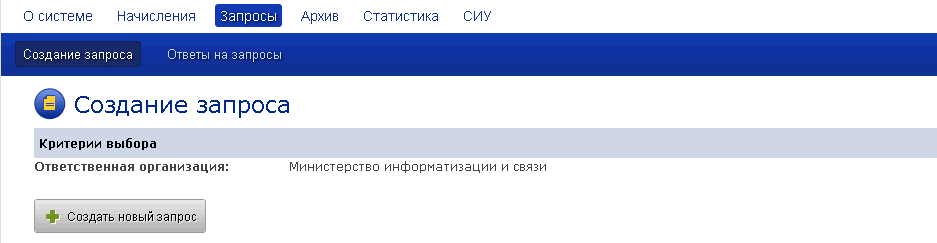 О системе Начисления Запросы Архив Статистика СИУ
Создание запроса Ответы на запросы
Создание запроса
Критерии выбора
Ответственная организация: Министерство информатизации и связи
Создать новый запрос